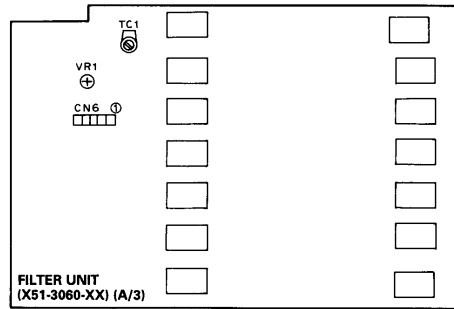 TC1
VR1
CN6 ①
FILTER UNIT
(X51-3060-XX) (A/3)